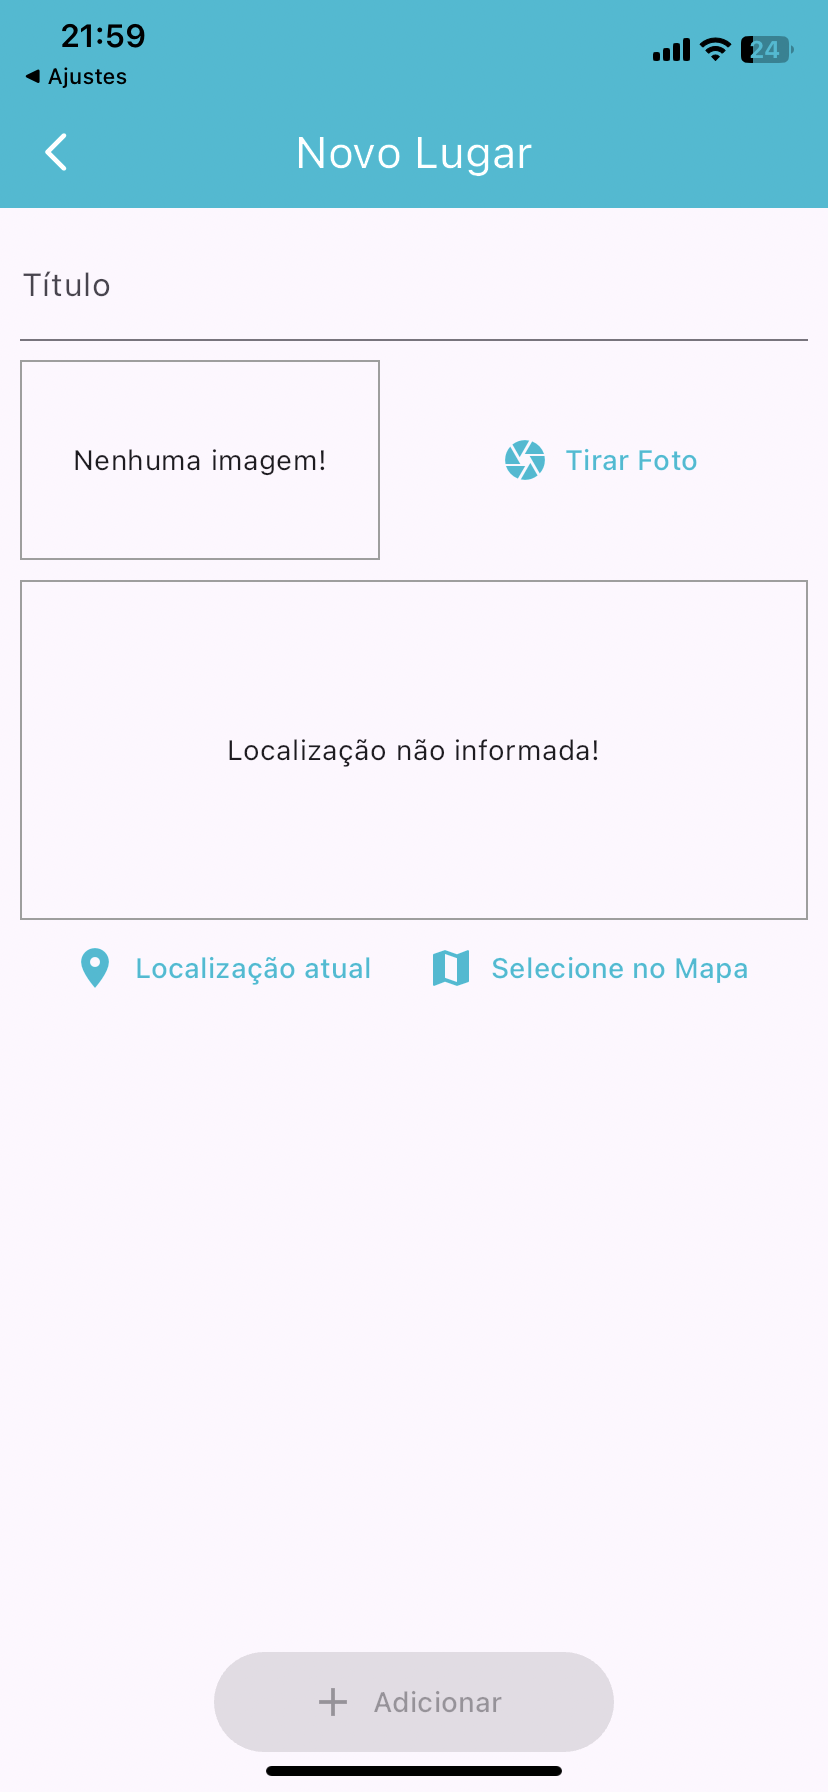 21:59
24
Ajustes
Novo Lugar
Título
Nenhuma imagem!
Tirar Foto
Localização não informada!
Localização atual
Selecione no Mapa
Adicionar